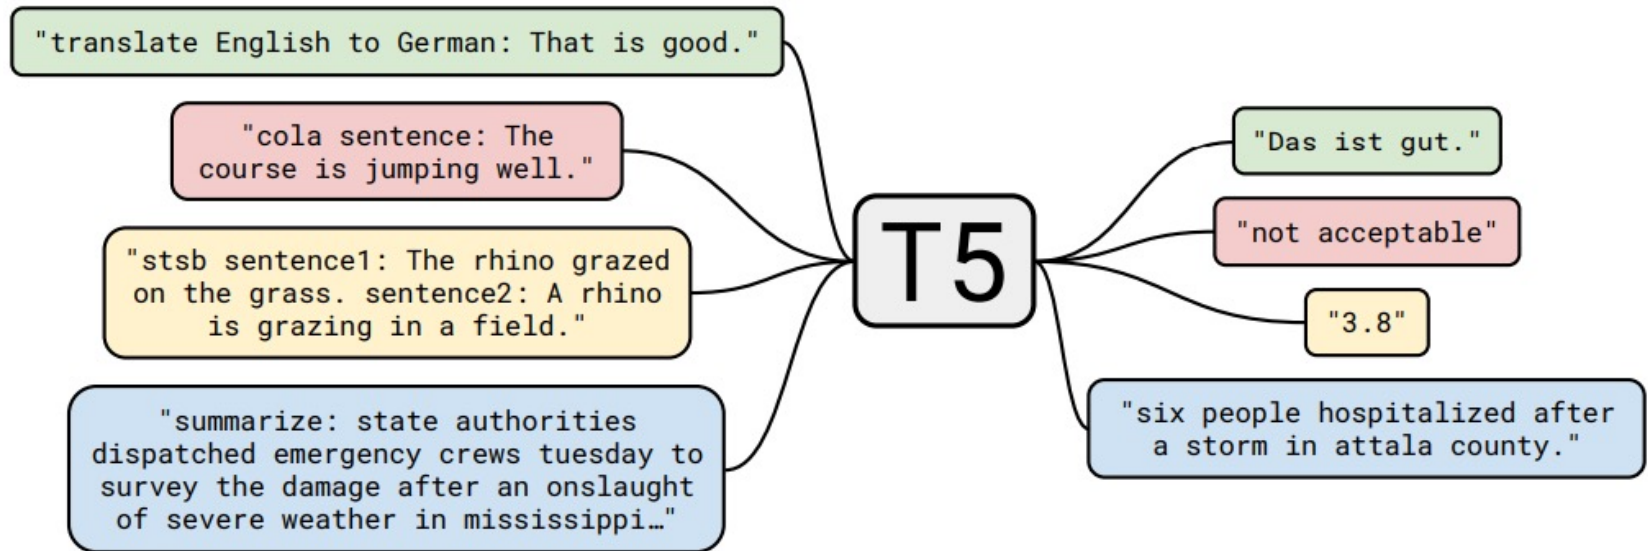 "translate English to German: That is good."
"cola sentence: The
course is jumping well."
"stsb sentence1: The rhino grazed
on the grass. sentence2: A rhino
is grazing in a field."
"summarize: state authorities
dispatched emergency crews tuesday to
survey the damage after an onslaught
of severe weather in mississippi…"
T5
"Das ist gut."
"not acceptable"
"3.8"
"six people hospitalized after
a storm in attala county."